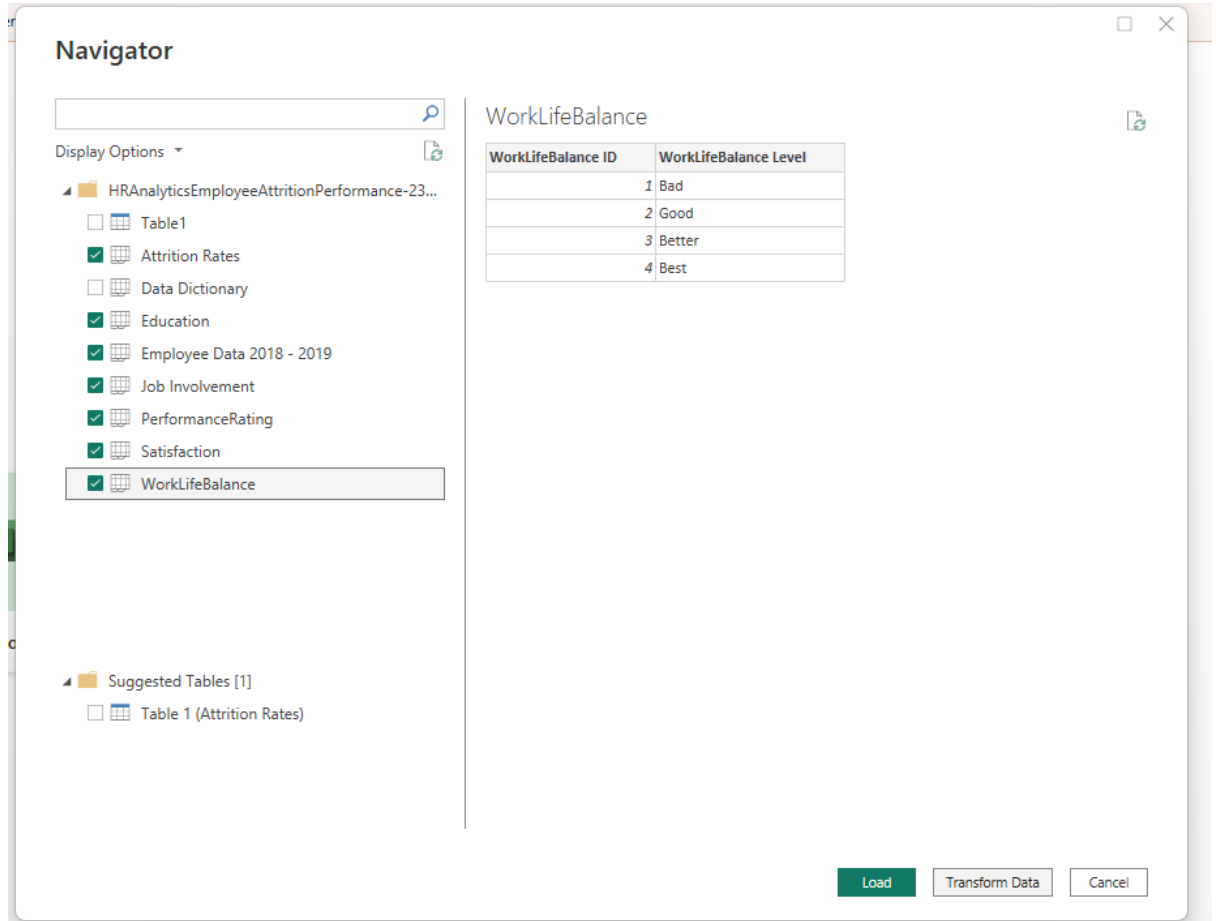 Navigator
Display Options
HRAnalyticsEmployeeAttritionPerformance-23...
Table1
Attrition Rates
Data Dictionary
Education
Employee Data 2018 - 2019
Job Involvement
PerformanceRating
Satisfaction
WorkLifeBalance
Suggested Tables [1]
Table 1 (Attrition Rates)
WorkLifeBalance
WorkLifeBalance ID WorkLifeBalance Level
1 Bad
2 Good
3 Better
4 Best
Load Transform Data Cancel